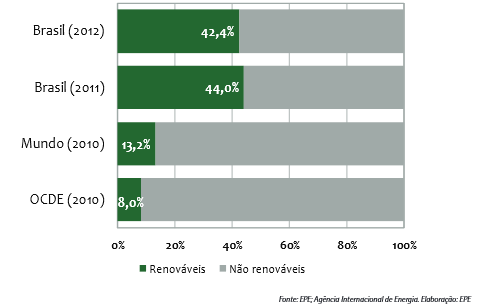 Brasil (2012)
42,4%
Brasil (2011)
44,0%
Mundo (2010)
13,2%
OCDE (2010)
8,0%
0% 20% 40% 60% 80% 100%
Renováveis Não renováveis
Fonte: EPE; Agência Internacional de Energia. Elaboração: EPE